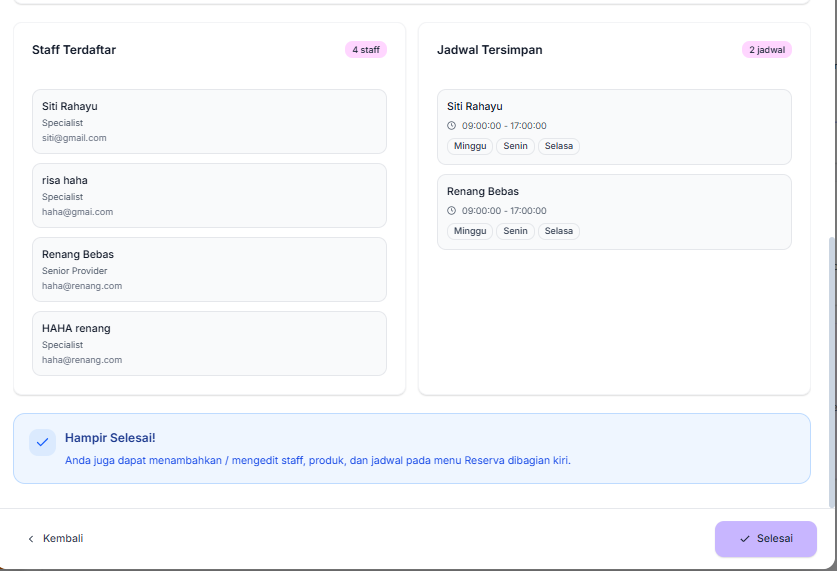 Staff Terdaftar
4 staff
Siti Rahayu
Specialist
siti@gmail.com
risa haha
Specialist
haha@gmai.com
Renang Bebas
Senior Provider
haha@renang.com
HAHA renang
Specialist
haha@renang.com
Jadwal Tersimpan
2 jadwal
Siti Rahayu
09:00:00 - 17:00:00
Minggu Senin Selasa
Renang Bebas
09:00:00 - 17:00:00
Minggu Senin Selasa
Hampir Selesai!
Anda juga dapat menambahkan / mengedit staff, produk, dan jadwal pada menu Reserva dibagian kiri.
Kembali
Selesai